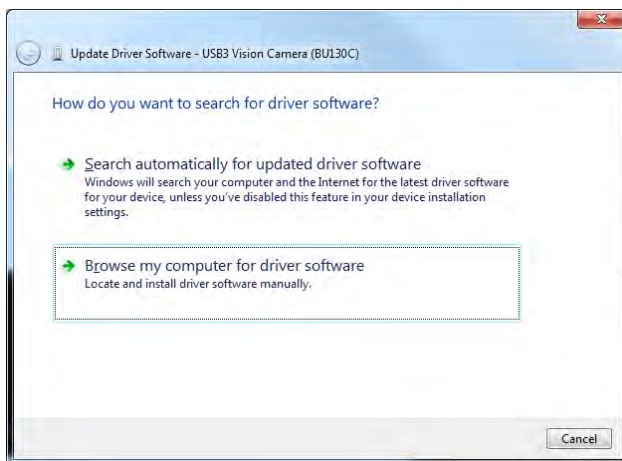 Update Driver Software - USB3 Vision Camera (BU130C)
How do you want to search for driver software?
Search automatically for updated driver software
Windows will search your computer and the Internet for the latest driver software
for your device, unless you've disabled this feature in your device installation
settings.
Browse my computer for driver software
Locate and install driver software manually.
Cancel